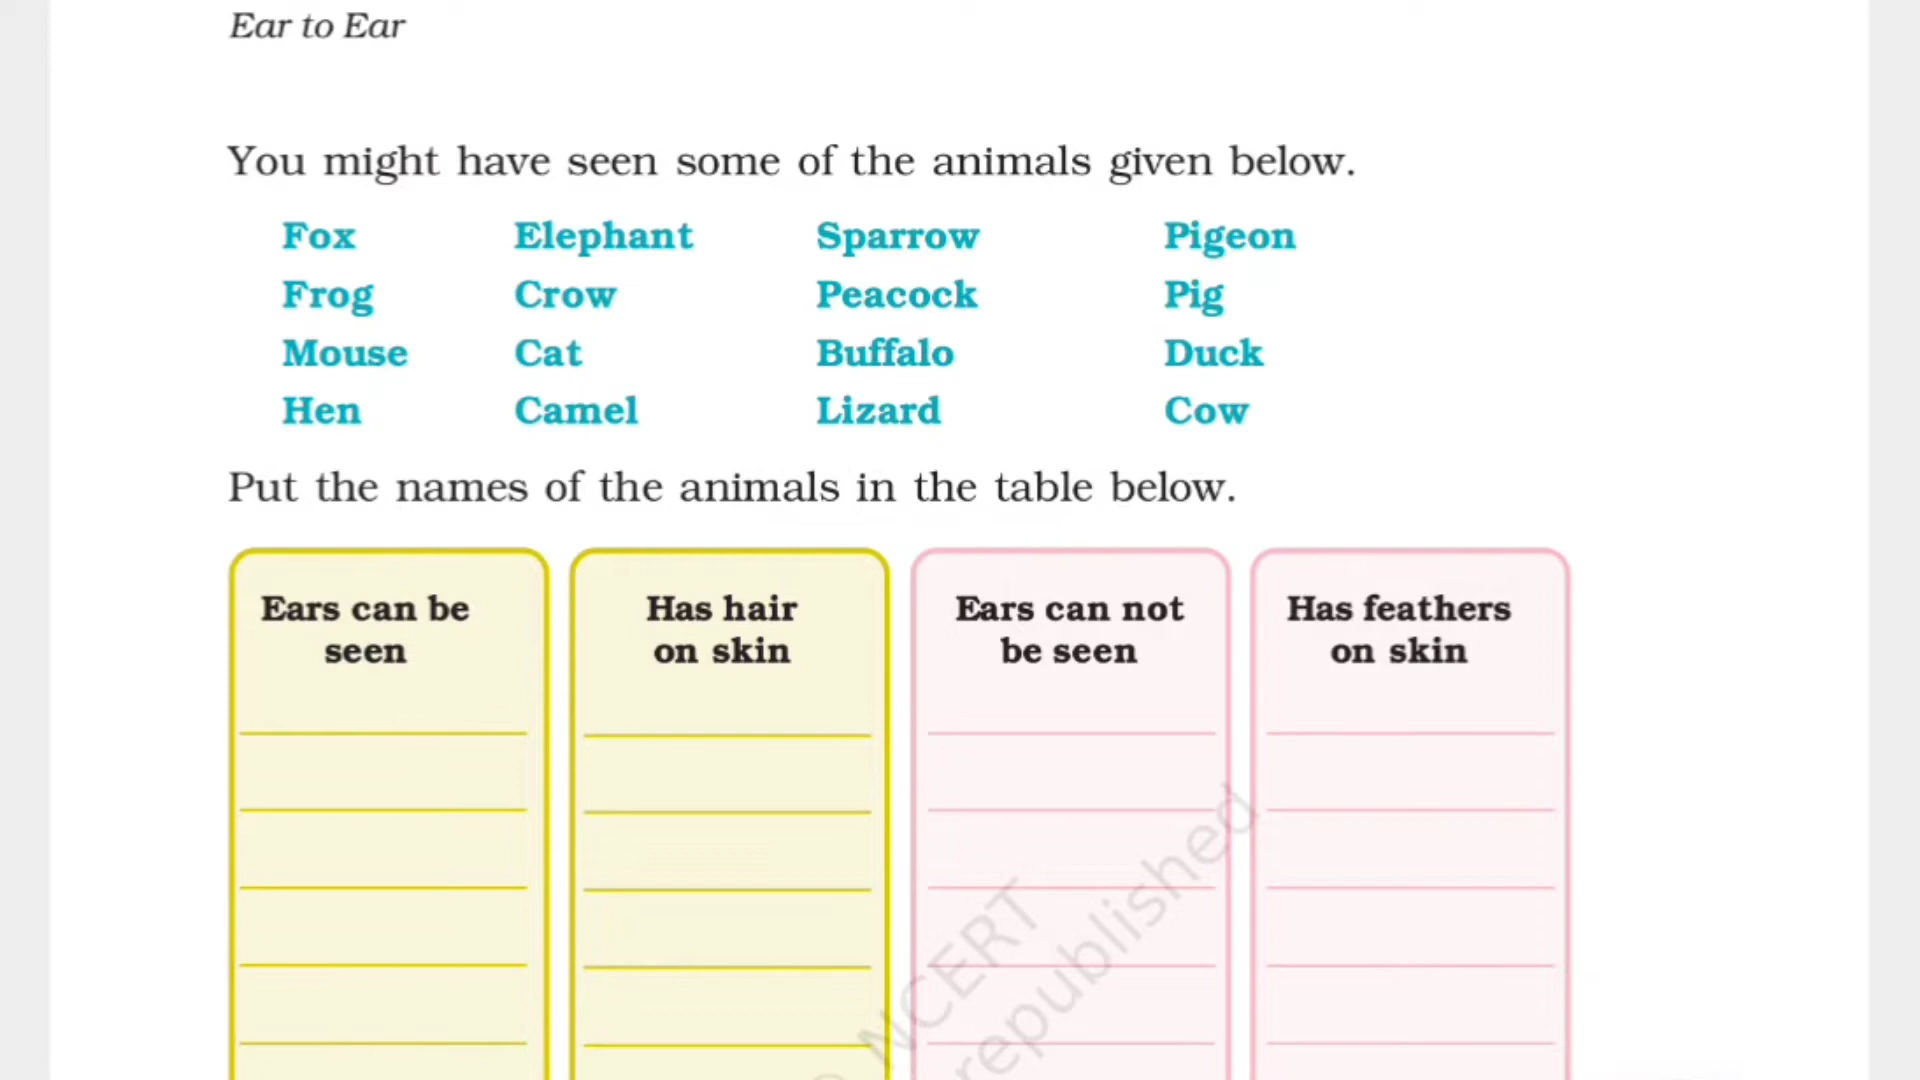 Ear to Ear
You might have seen some of the animals given below.
Fox Elephant Sparrow Pigeon
Frog Crow Peacock Pig
Mouse Cat Buffalo Duck
Hen Camel Lizard Cow
Put the names of the animals in the table below.
Ears can be seen
Has hair on skin
Ears can not be seen
Has feathers on skin
NCERT
republished